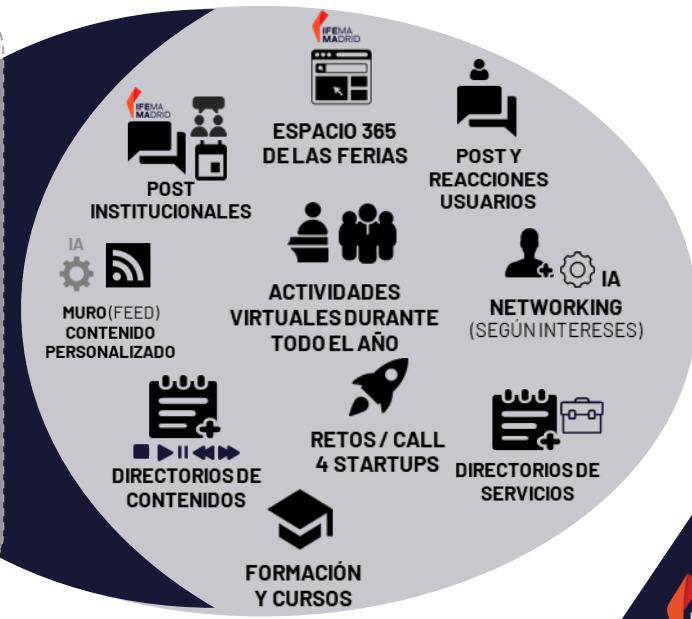 IFEMA
MADRID
ESPACIO 365
DE LAS FERIAS
IFEMA
MADRID
POST
INSTITUCIONALES
POST Y
REACCIONES
USUARIOS
IA
MURO (FEED)
CONTENIDO
PERSONALIZADO
ACTIVIDADES
VIRTUALES DURANTE
TODO EL AÑO
IA
NETWORKING
(SEGÚN INTERESES)
DIRECTORIOS DE
CONTENIDOS
RETOS / CALL
4 STARTUPS
DIRECTORIOS DE
SERVICIOS
FORMACIÓN
Y CURSOS